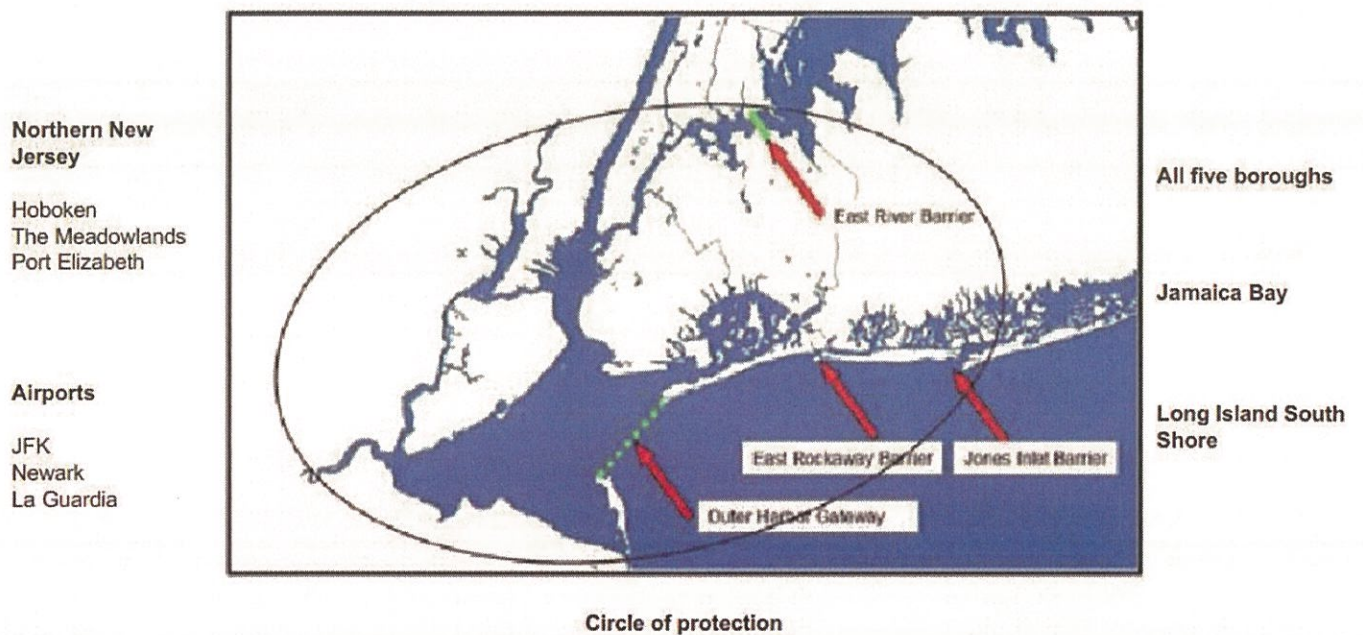 Northern New
Jersey
Hoboken
The Meadowlands
Port Elizabeth
Airports
JFK
Newark
La Guardia
East River Barrier
East Rockaway Barrier
Jones Inlet Barrier
Outer Harbor Gateway
All five boroughs
Jamaica Bay
Long Island South
Shore
Circle of protection